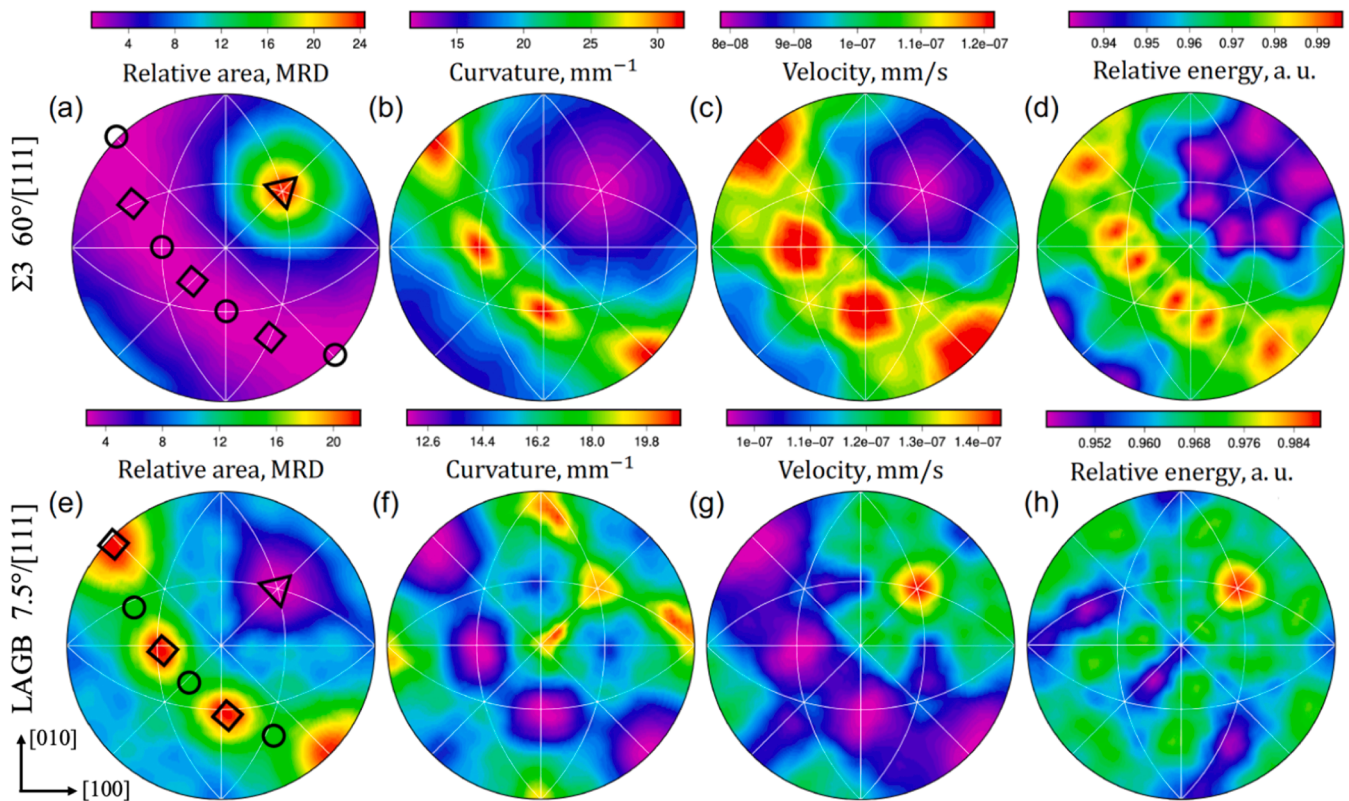 4 8 12 16 20 24
Relative area, MRD
15 20 25 30
Curvature, mm⁻¹
8e-08 9e-08 1e-07 1.1e-07 1.2e-07
Velocity, mm/s
0.94 0.95 0.96 0.97 0.98 0.99
Relative energy, a. u.
(a) (b) (c) (d)
Σ3 60°/[111]
4 8 12 16 20
Relative area, MRD
12.6 14.4 16.2 18.0 19.8
Curvature, mm⁻¹
1e-07 1.1e-07 1.2e-07 1.3e-07 1.4e-07
Velocity, mm/s
0.952 0.960 0.968 0.976 0.984
Relative energy, a. u.
(e) (f) (g) (h)
LAGB 7.5°/[111]
[010]
[100]